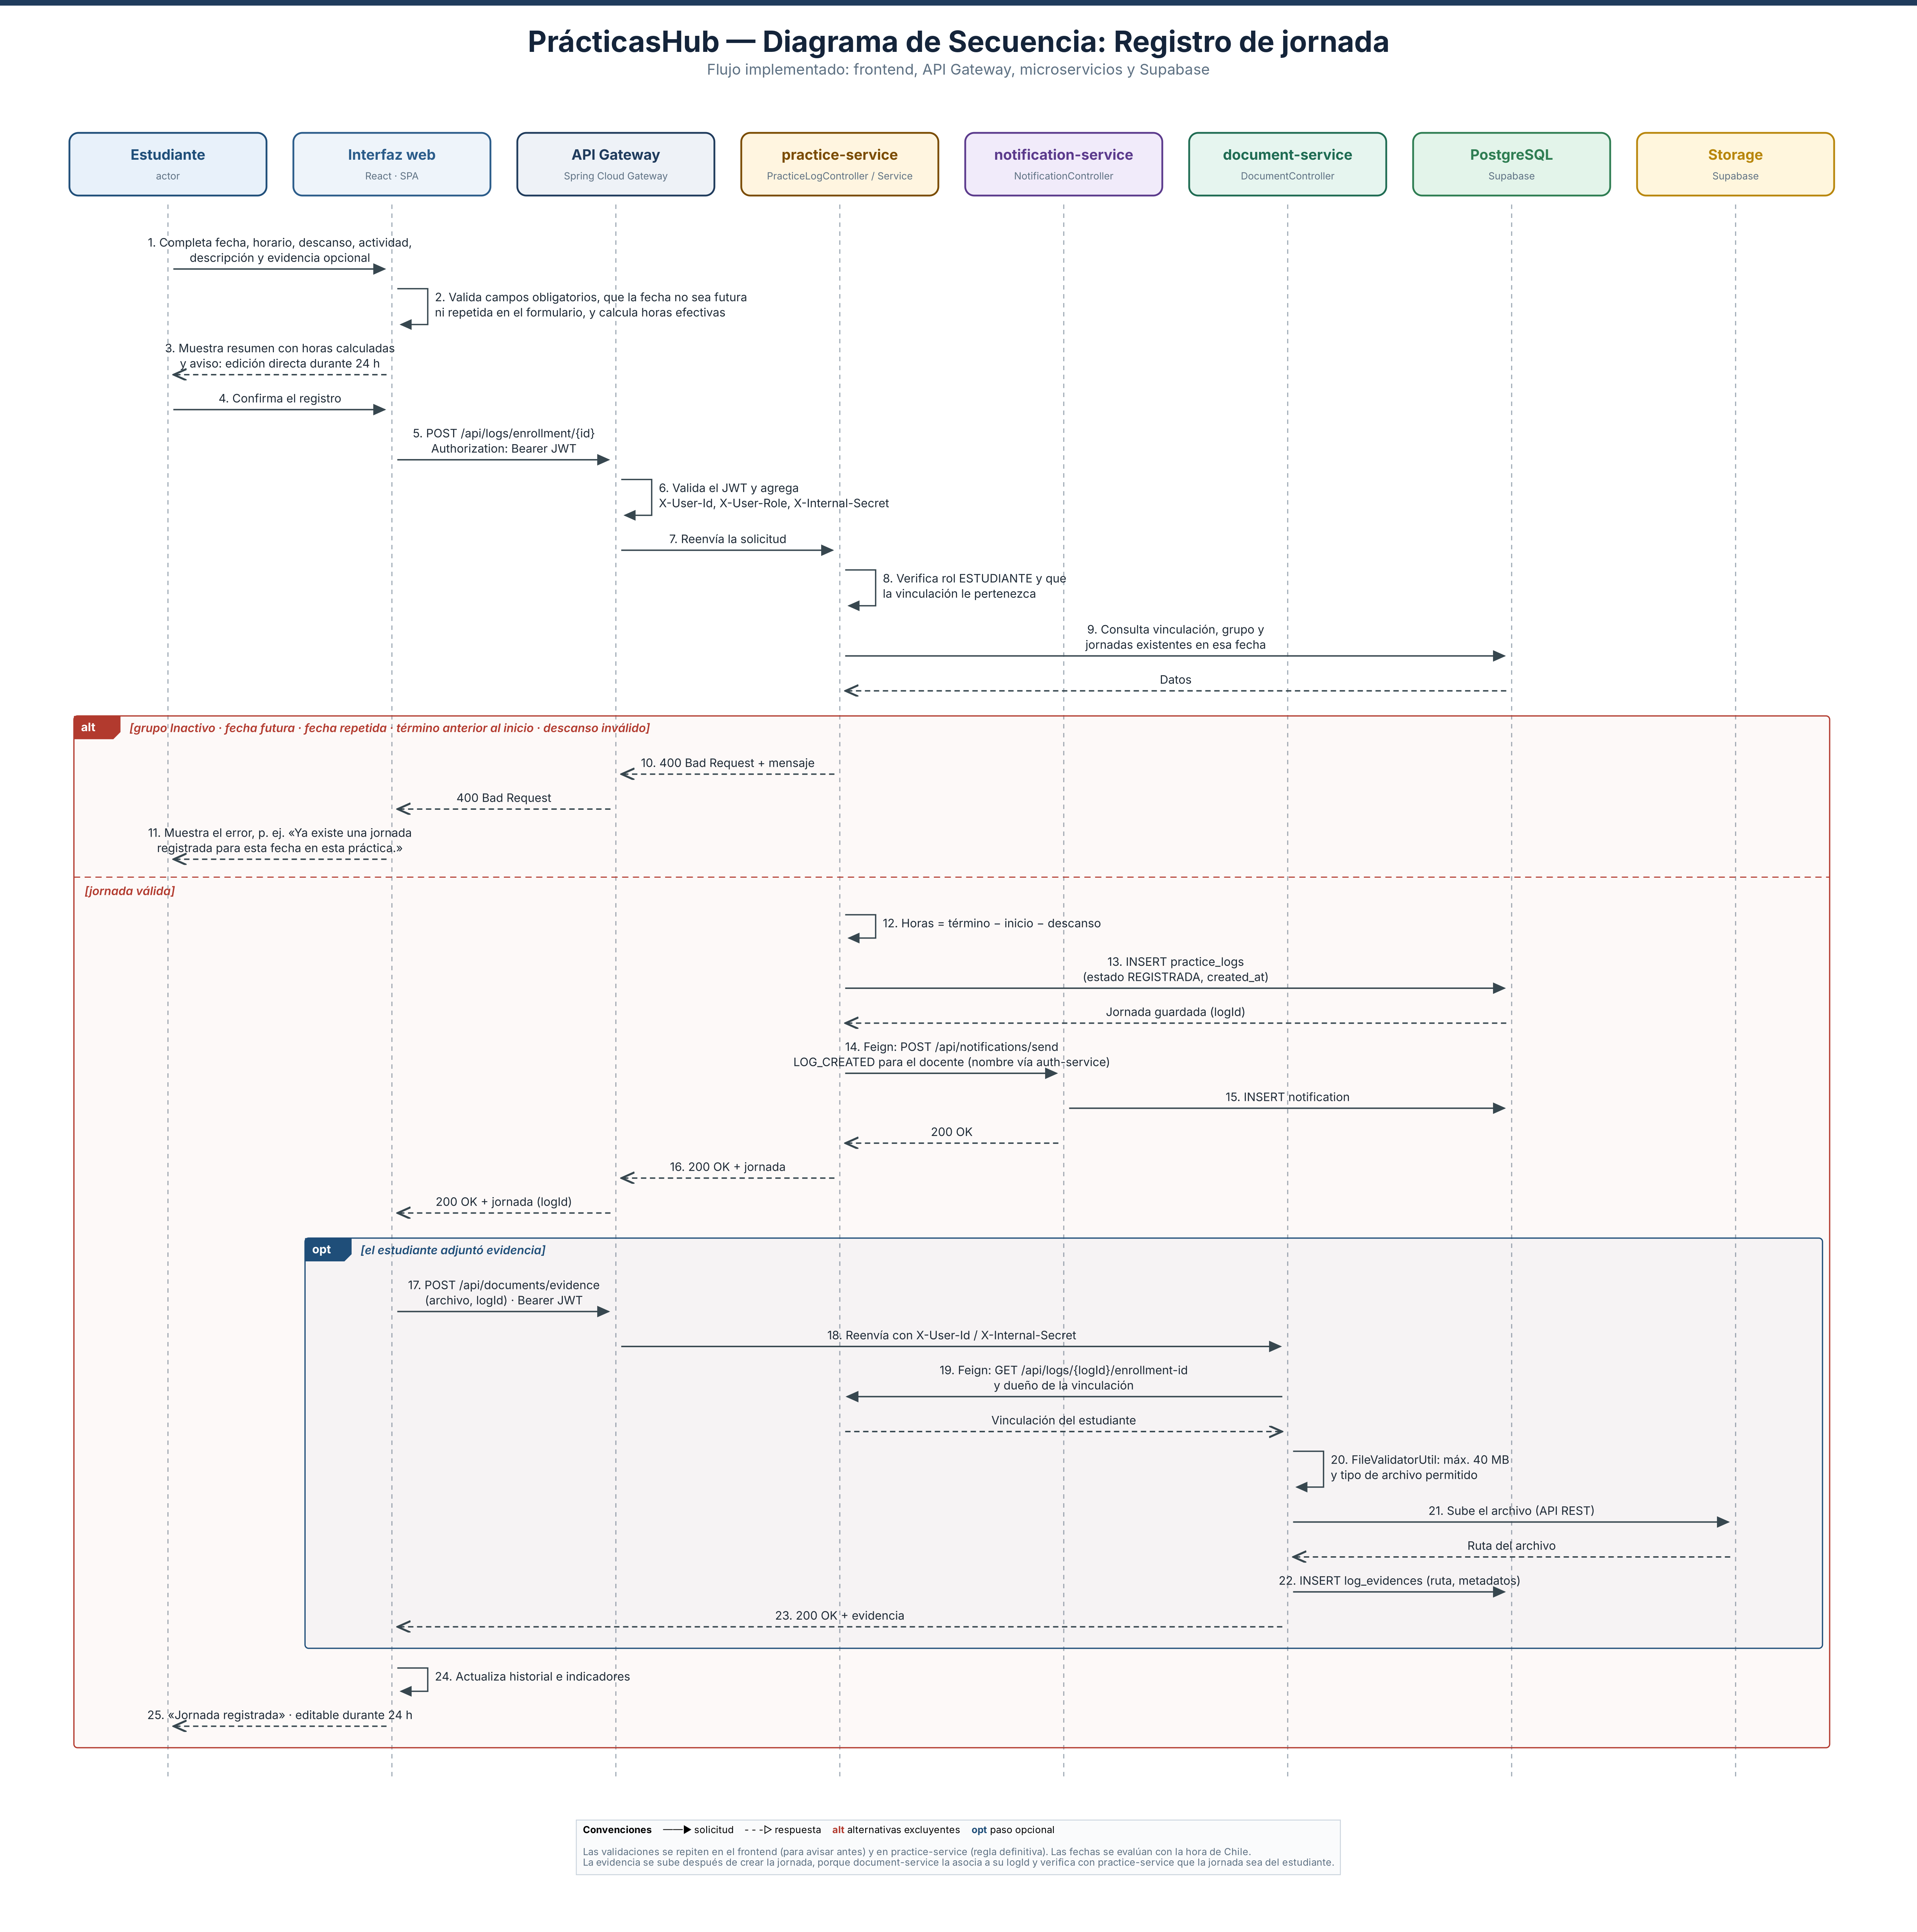 PrácticasHub — Diagrama de Secuencia: Registro de jornada
Flujo implementado: frontend, API Gateway, microservicios y Supabase
Estudiante
actor
Interfaz web
React · SPA
API Gateway
Spring Cloud Gateway
practice-service
PracticeLogController / Service
notification-service
NotificationController
document-service
DocumentController
PostgreSQL
Supabase
Storage
Supabase
1. Completa fecha, horario, descanso, actividad,
descripción y evidencia opcional
2. Valida campos obligatorios, que la fecha no sea futura
ni repetida en el formulario, y calcula horas efectivas
3. Muestra resumen con horas calculadas
y aviso: edición directa durante 24 h
4. Confirma el registro
5. POST /api/logs/enrollment/{id}
Authorization: Bearer JWT
6. Valida el JWT y agrega
X-User-Id, X-User-Role, X-Internal-Secret
7. Reenvía la solicitud
8. Verifica rol ESTUDIANTE y que
la vinculación le pertenezca
9. Consulta vinculación, grupo y
jornadas existentes en esa fecha
Datos
alt [grupo Inactivo · fecha futura · fecha repetida · término anterior al inicio · descanso inválido]
10. 400 Bad Request + mensaje
400 Bad Request
11. Muestra el error, p. ej. «Ya existe una jornada
registrada para esta fecha en esta práctica.»
[jornada válida]
12. Horas = término − inicio − descanso
13. INSERT practice_logs
(estado REGISTRADA, created_at)
Jornada guardada (logId)
14. Feign: POST /api/notifications/send
LOG_CREATED para el docente (nombre vía auth-service)
15. INSERT notification
200 OK
16. 200 OK + jornada
200 OK + jornada (logId)
opt [el estudiante adjuntó evidencia]
17. POST /api/documents/evidence
(archivo, logId) · Bearer JWT
18. Reenvía con X-User-Id / X-Internal-Secret
19. Feign: GET /api/logs/{logId}/enrollment-id
y dueño de la vinculación
Vinculación del estudiante
20. FileValidatorUtil: máx. 40 MB
y tipo de archivo permitido
21. Sube el archivo (API REST)
Ruta del archivo
22. INSERT log_evidences (ruta, metadatos)
23. 200 OK + evidencia
24. Actualiza historial e indicadores
25. «Jornada registrada» · editable durante 24 h
Convenciones ──▶ solicitud - - -▷ respuesta alt alternativas excluyentes opt paso opcional
Las validaciones se repiten en el frontend (para avisar antes) y en practice-service (regla definitiva). Las fechas se evalúan con la hora de Chile.
La evidencia se sube después de crear la jornada, porque document-service la asocia a su logId y verifica con practice-service que la jornada sea del estudiante.